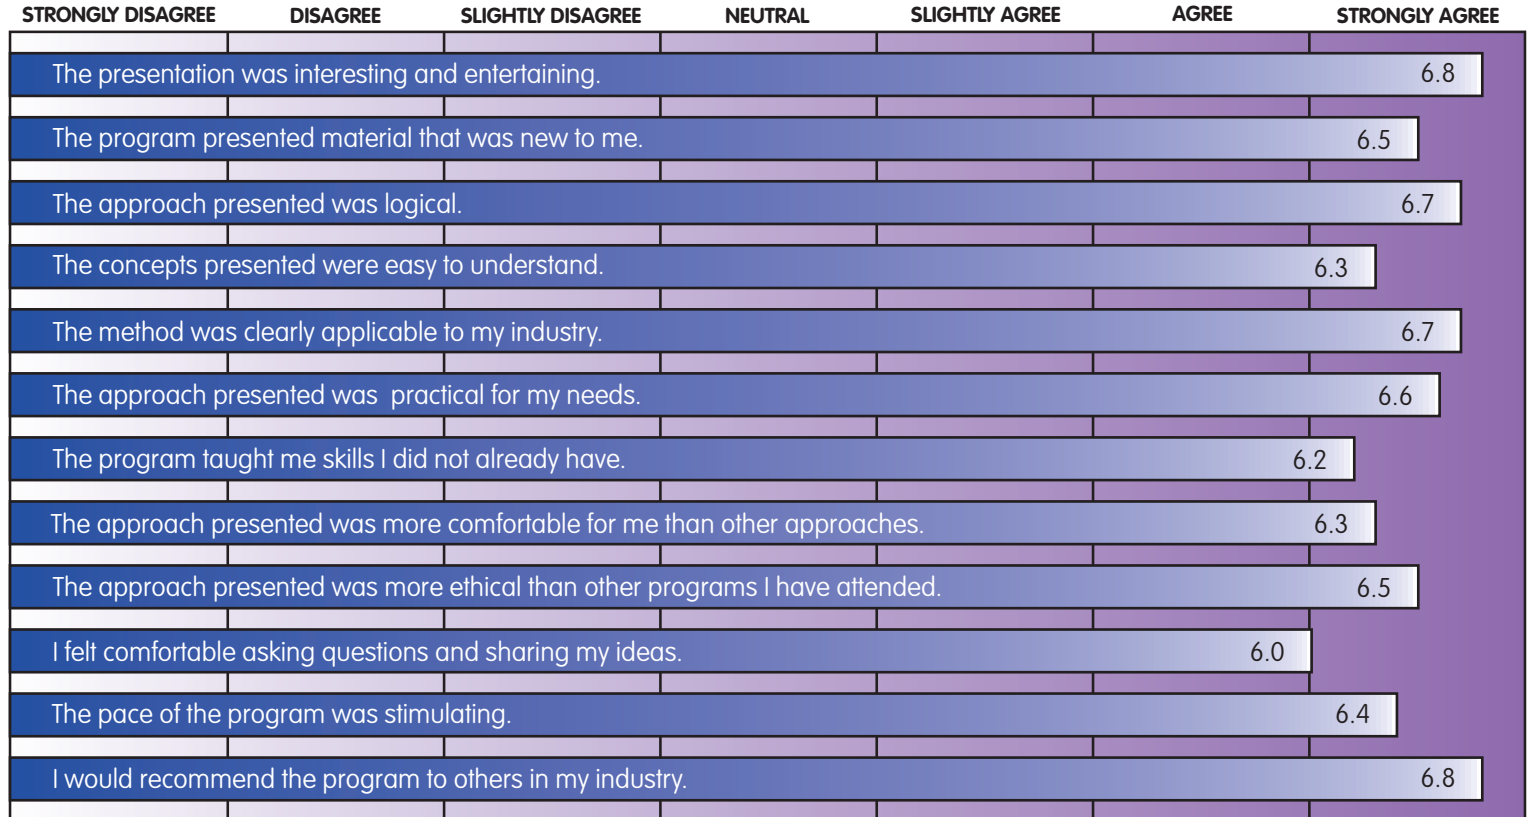 STRONGLY DISAGREE DISAGREE SLIGHTLY DISAGREE NEUTRAL SLIGHTLY AGREE AGREE STRONGLY AGREE
The presentation was interesting and entertaining. 6.8
The program presented material that was new to me. 6.5
The approach presented was logical. 6.7
The concepts presented were easy to understand. 6.3
The method was clearly applicable to my industry. 6.7
The approach presented was  practical for my needs. 6.6
The program taught me skills I did not already have. 6.2
The approach presented was more comfortable for me than other approaches. 6.3
The approach presented was more ethical than other programs I have attended. 6.5
I felt comfortable asking questions and sharing my ideas. 6.0
The pace of the program was stimulating. 6.4
I would recommend the program to others in my industry. 6.8